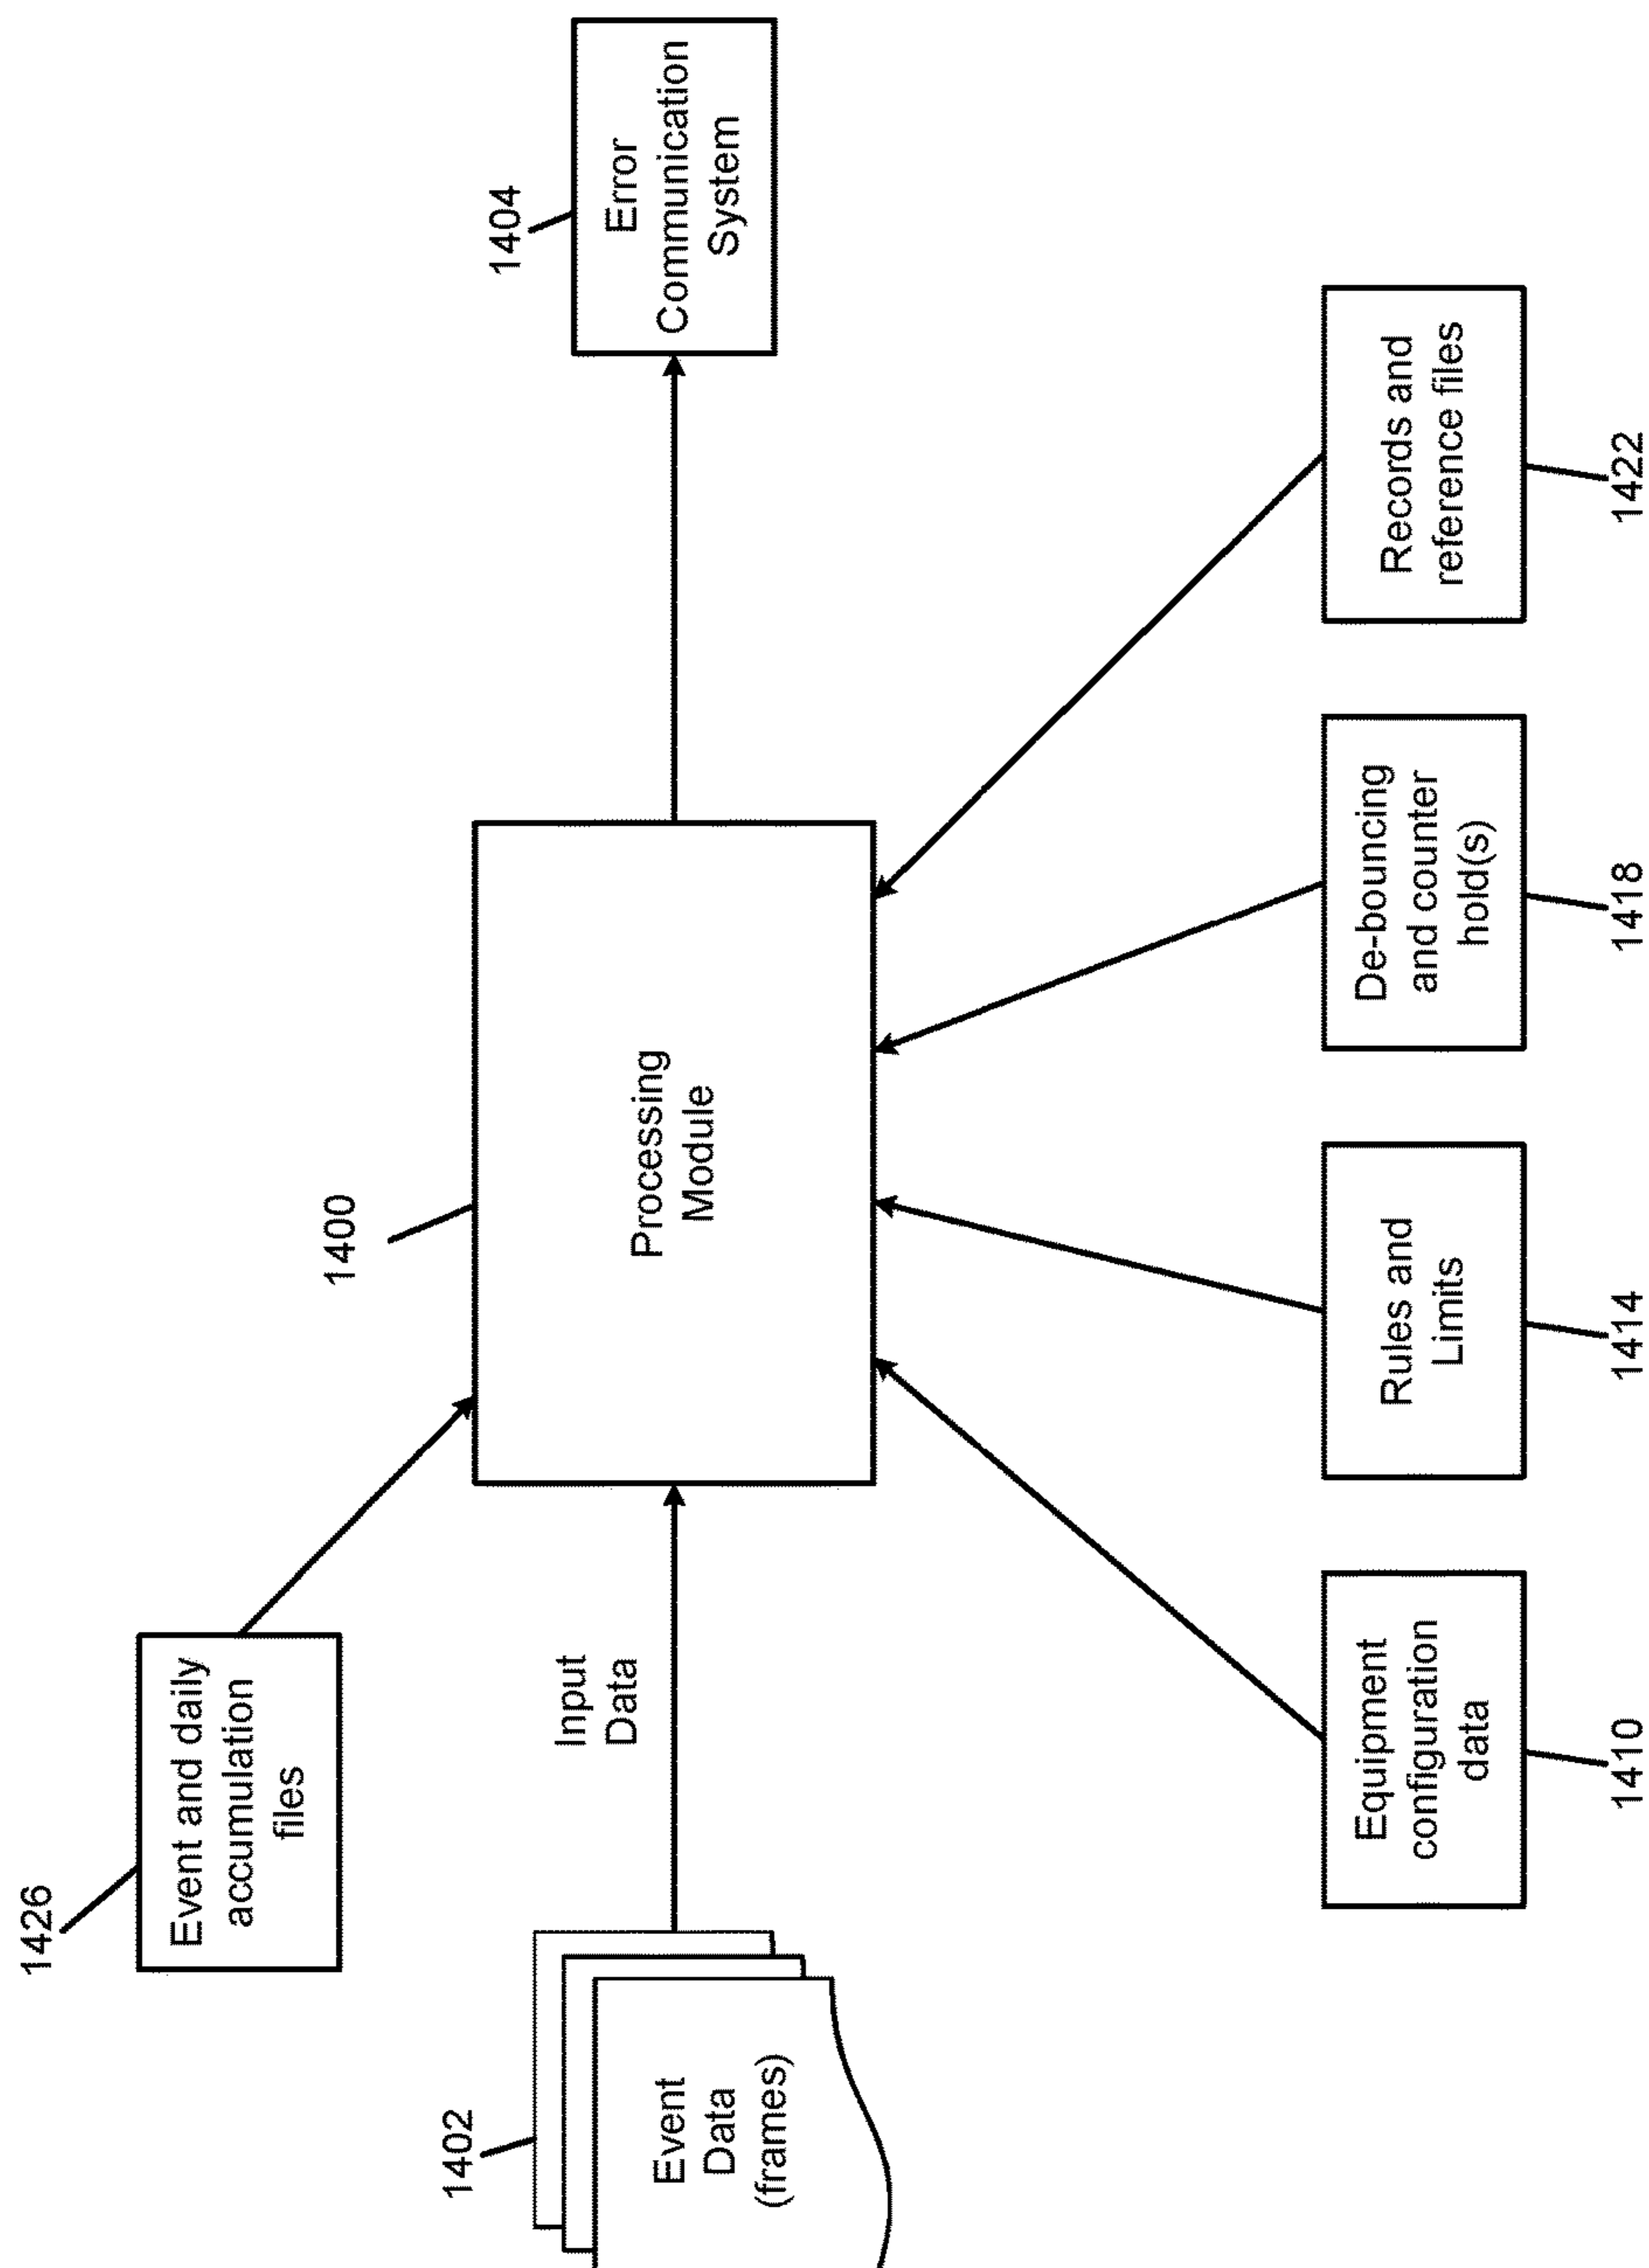 1426
Event and daily
accumulation
files
1402
Event
Data
(frames)
Input
Data
1400
Processing
Module
1404
Error
Communication
System
Equipment
configuration
data
1410
Rules and
Limits
1414
De-bouncing
and counter
hold(s)
1418
Records and
reference files
1422